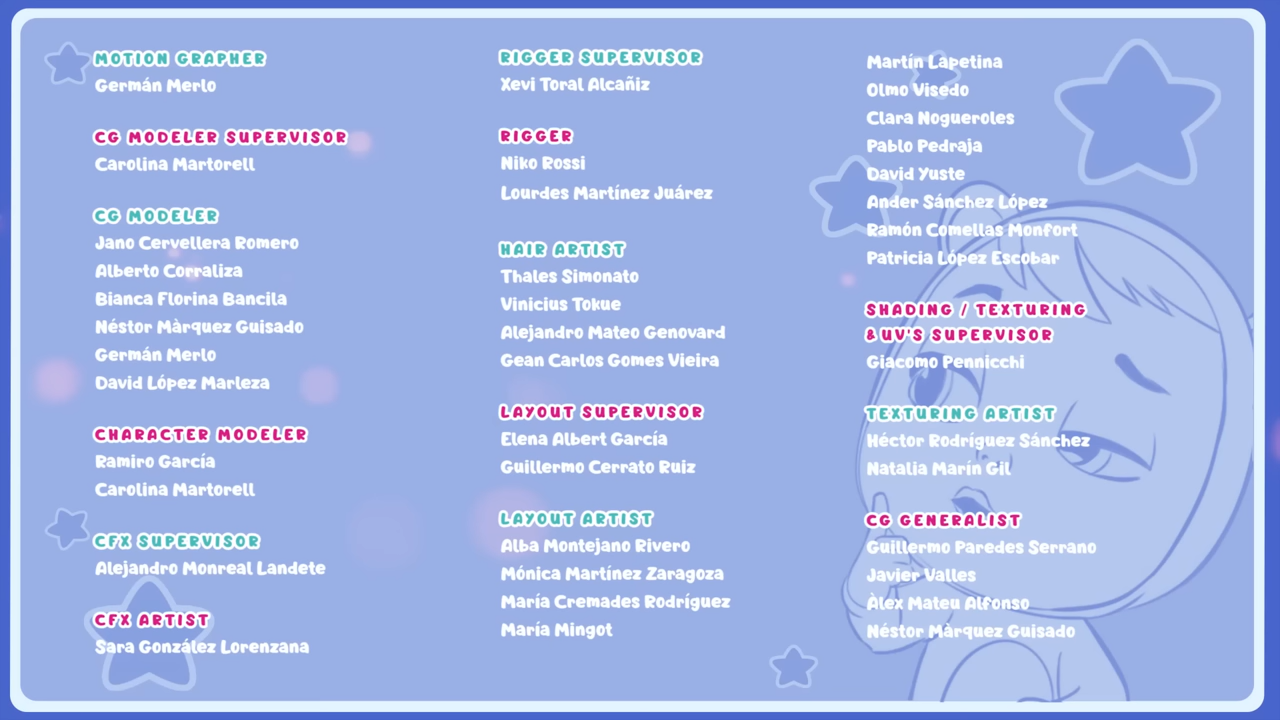 MOTION GRAPHER
Germán Merlo
CG MODELER SUPERVISOR
Carolina Martorell
CG MODELER
Jano Cervellera Romero
Alberto Corraliza
Bianca Florina Bancila
Néstor Màrquez Guisado
Germán Merlo
David López Marleza
CHARACTER MODELER
Ramiro García
Carolina Martorell
CFX SUPERVISOR
Alejandro Monreal Landete
CFX ARTIST
Sara González Lorenzana
RIGGER SUPERVISOR
Xevi Toral Alcañiz
RIGGER
Niko Rossi
Lourdes Martínez Juárez
HAIR ARTIST
Thales Simonato
Vinicius Tokue
Alejandro Mateo Genovard
Gean Carlos Gomes Vieira
LAYOUT SUPERVISOR
Elena Albert García
Guillermo Cerrato Ruiz
LAYOUT ARTIST
Alba Montejano Rivero
Mónica Martínez Zaragoza
María Cremades Rodríguez
María Mingot
Martín Lapetina
Olmo Visedo
Clara Nogueroles
Pablo Pedraja
David Yuste
Ander Sánchez López
Ramón Comellas Monfort
Patricia López Escobar
SHADING / TEXTURING
& UV'S SUPERVISOR
Giacomo Pennicchi
TEXTURING ARTIST
Héctor Rodríguez Sánchez
Natalia Marín Gil
CG GENERALIST
Guillermo Paredes Serrano
Javier Valles
Àlex Mateu Alfonso
Néstor Màrquez Guisado